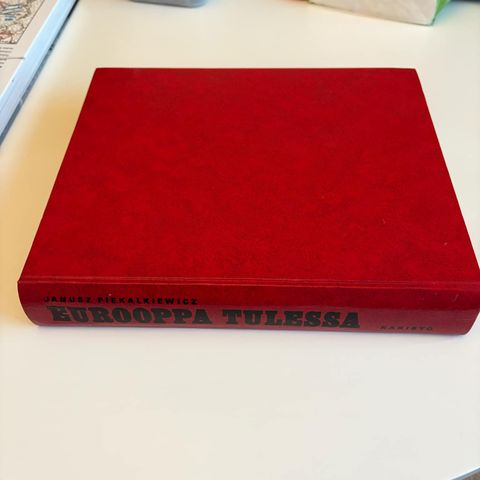 JANUSZ PIEKALKIEWICZ
EUROOPPA TULESSA
KARISTO